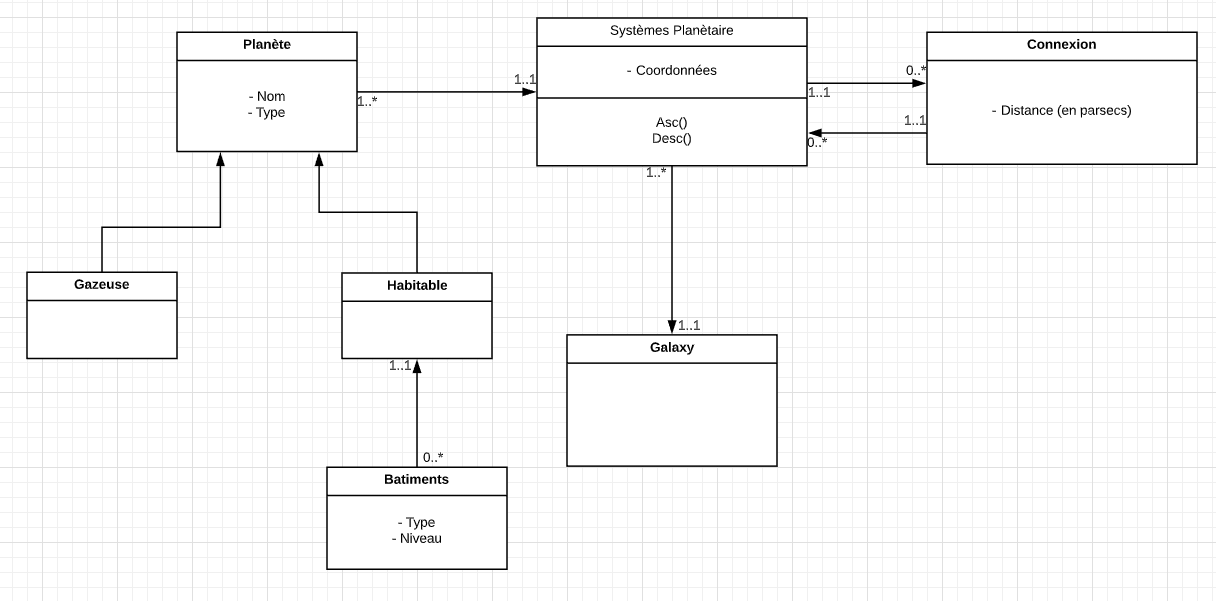 Planète
- Nom
- Type
1..*
1..1
Systèmes Planètaire
- Coordonnées
Asc()
Desc()
1..1
0..*
0..*
1..1
Connexion
- Distance (en parsecs)
1..*
1..1
Gazeuse
Habitable
Galaxy
1..1
0..*
Batiments
- Type
- Niveau